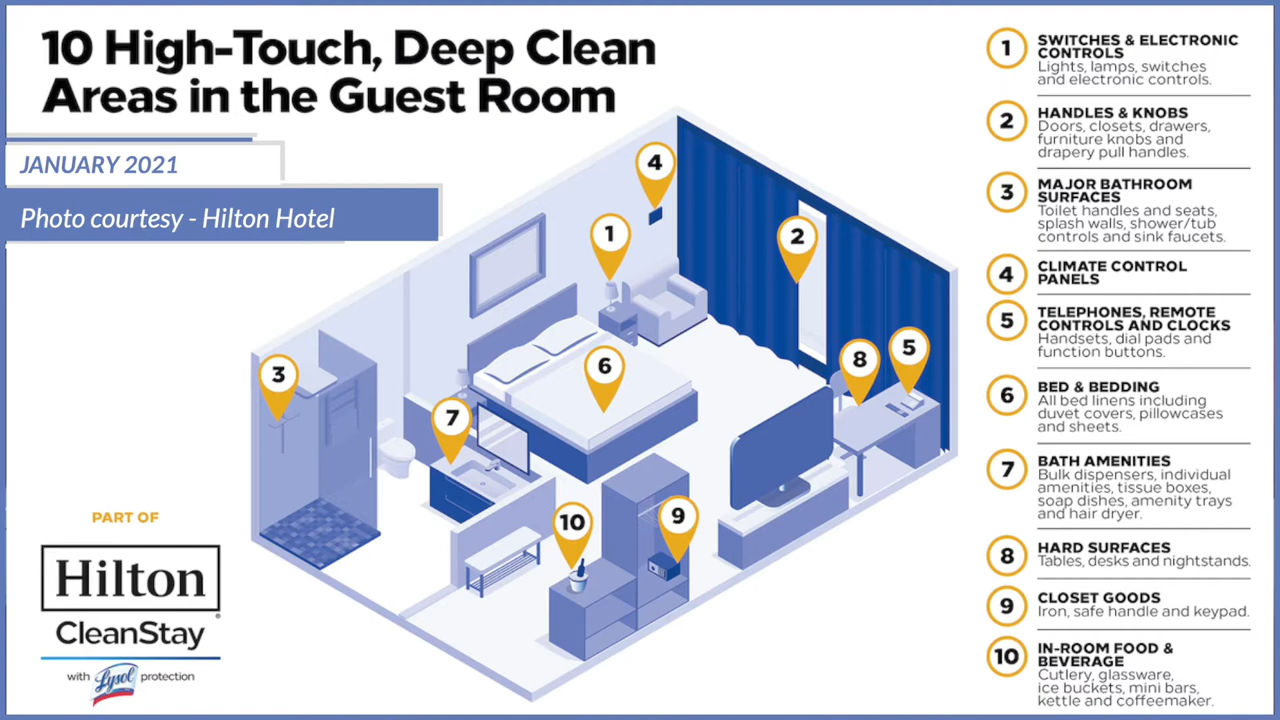 10 High-Touch, Deep Clean
Areas in the Guest Room
JANUARY 2021
Photo courtesy - Hilton Hotel
1
2
3
4
5
6
7
8
9
10
PART OF
Hilton
CleanStay
with Lysol protection
1 SWITCHES & ELECTRONIC
CONTROLS
Lights, lamps, switches
and electronic controls.
2 HANDLES & KNOBS
Doors, closets, drawers,
furniture knobs and
drapery pull handles.
3 MAJOR BATHROOM
SURFACES
Toilet handles and seats,
splash walls, shower/tub
controls and sink faucets.
4 CLIMATE CONTROL
PANELS
5 TELEPHONES, REMOTE
CONTROLS AND CLOCKS
Handsets, dial pads and
function buttons.
6 BED & BEDDING
All bed linens including
duvet covers, pillowcases
and sheets.
7 BATH AMENITIES
Bulk dispensers, individual
amenities, tissue boxes,
soap dishes, amenity trays
and hair dryer.
8 HARD SURFACES
Tables, desks and nightstands.
9 CLOSET GOODS
Iron, safe handle and keypad.
10 IN-ROOM FOOD &
BEVERAGE
Cutlery, glassware,
ice buckets, mini bars,
kettle and coffeemaker.